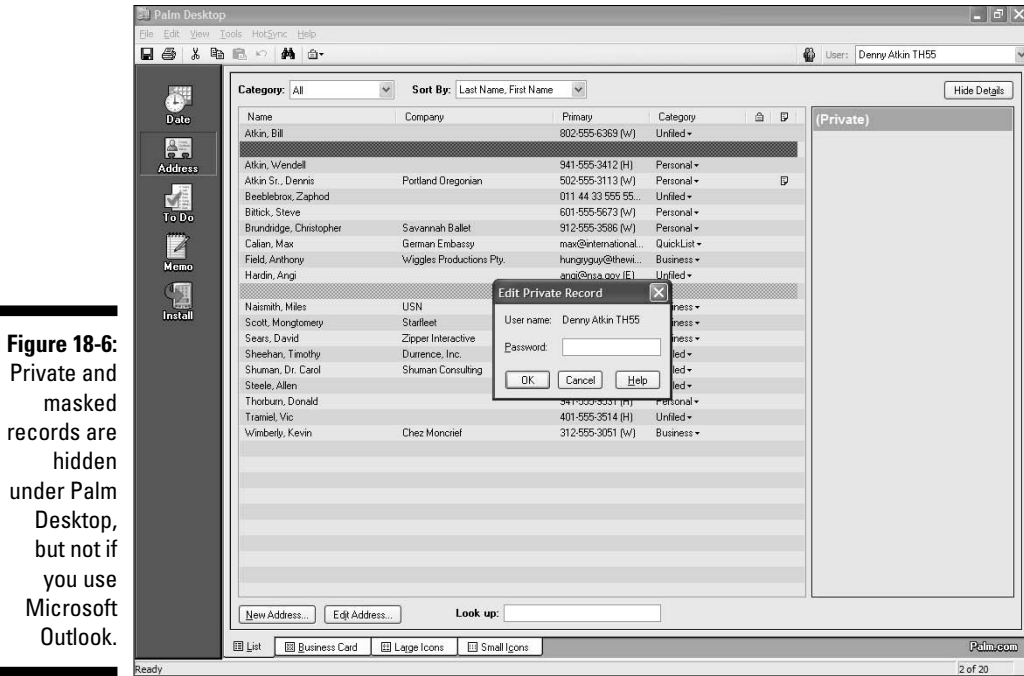 Palm Desktop
File Edit View Tools HotSync Help
User: Denny Atkin TH55
Date
Address
To Do
Memo
Install
Category: All Sort By: Last Name, First Name Hide Details
Name Company Primary Category
(Private)
Atkin, Bill 802-555-6369 (W) Unfiled
Atkin, Wendell 941-555-3412 (H) Personal
Atkin Sr., Dennis Portland Oregonian 502-555-3113 (W) Personal
Beeblebrox, Zaphod 011 44 33 555 55... Unfiled
Bittick, Steve 601-555-5673 (W) Personal
Brundridge, Christopher Savannah Ballet 912-555-3586 (W) Personal
Calian, Max German Embassy max@international... QuickList
Field, Anthony Wiggles Productions Pty. hungryguy@thewi... Business
Hardin, Angi angi@nsa.gov (E) Unfiled
Naismith, Miles USN iness
Scott, Mongtomery Starfleet iness
Sears, David Zipper Interactive iness
Sheehan, Timothy Durrence, Inc. led
Shuman, Dr. Carol Shuman Consulting led
Steele, Allen led
Thorburn, Donald 941-555-9531 (H) Personal
Tramiel, Vic 401-555-3514 (H) Unfiled
Wimberly, Kevin Chez Moncrief 312-555-3051 (W) Business
Edit Private Record
User name: Denny Atkin TH55
Password:
OK Cancel Help
New Address... Edit Address... Look up:
List Business Card Large Icons Small Icons
Palm.com
Ready 2 of 20
Figure 18-6:
Private and
masked
records are
hidden
under Palm
Desktop,
but not if
you use
Microsoft
Outlook.